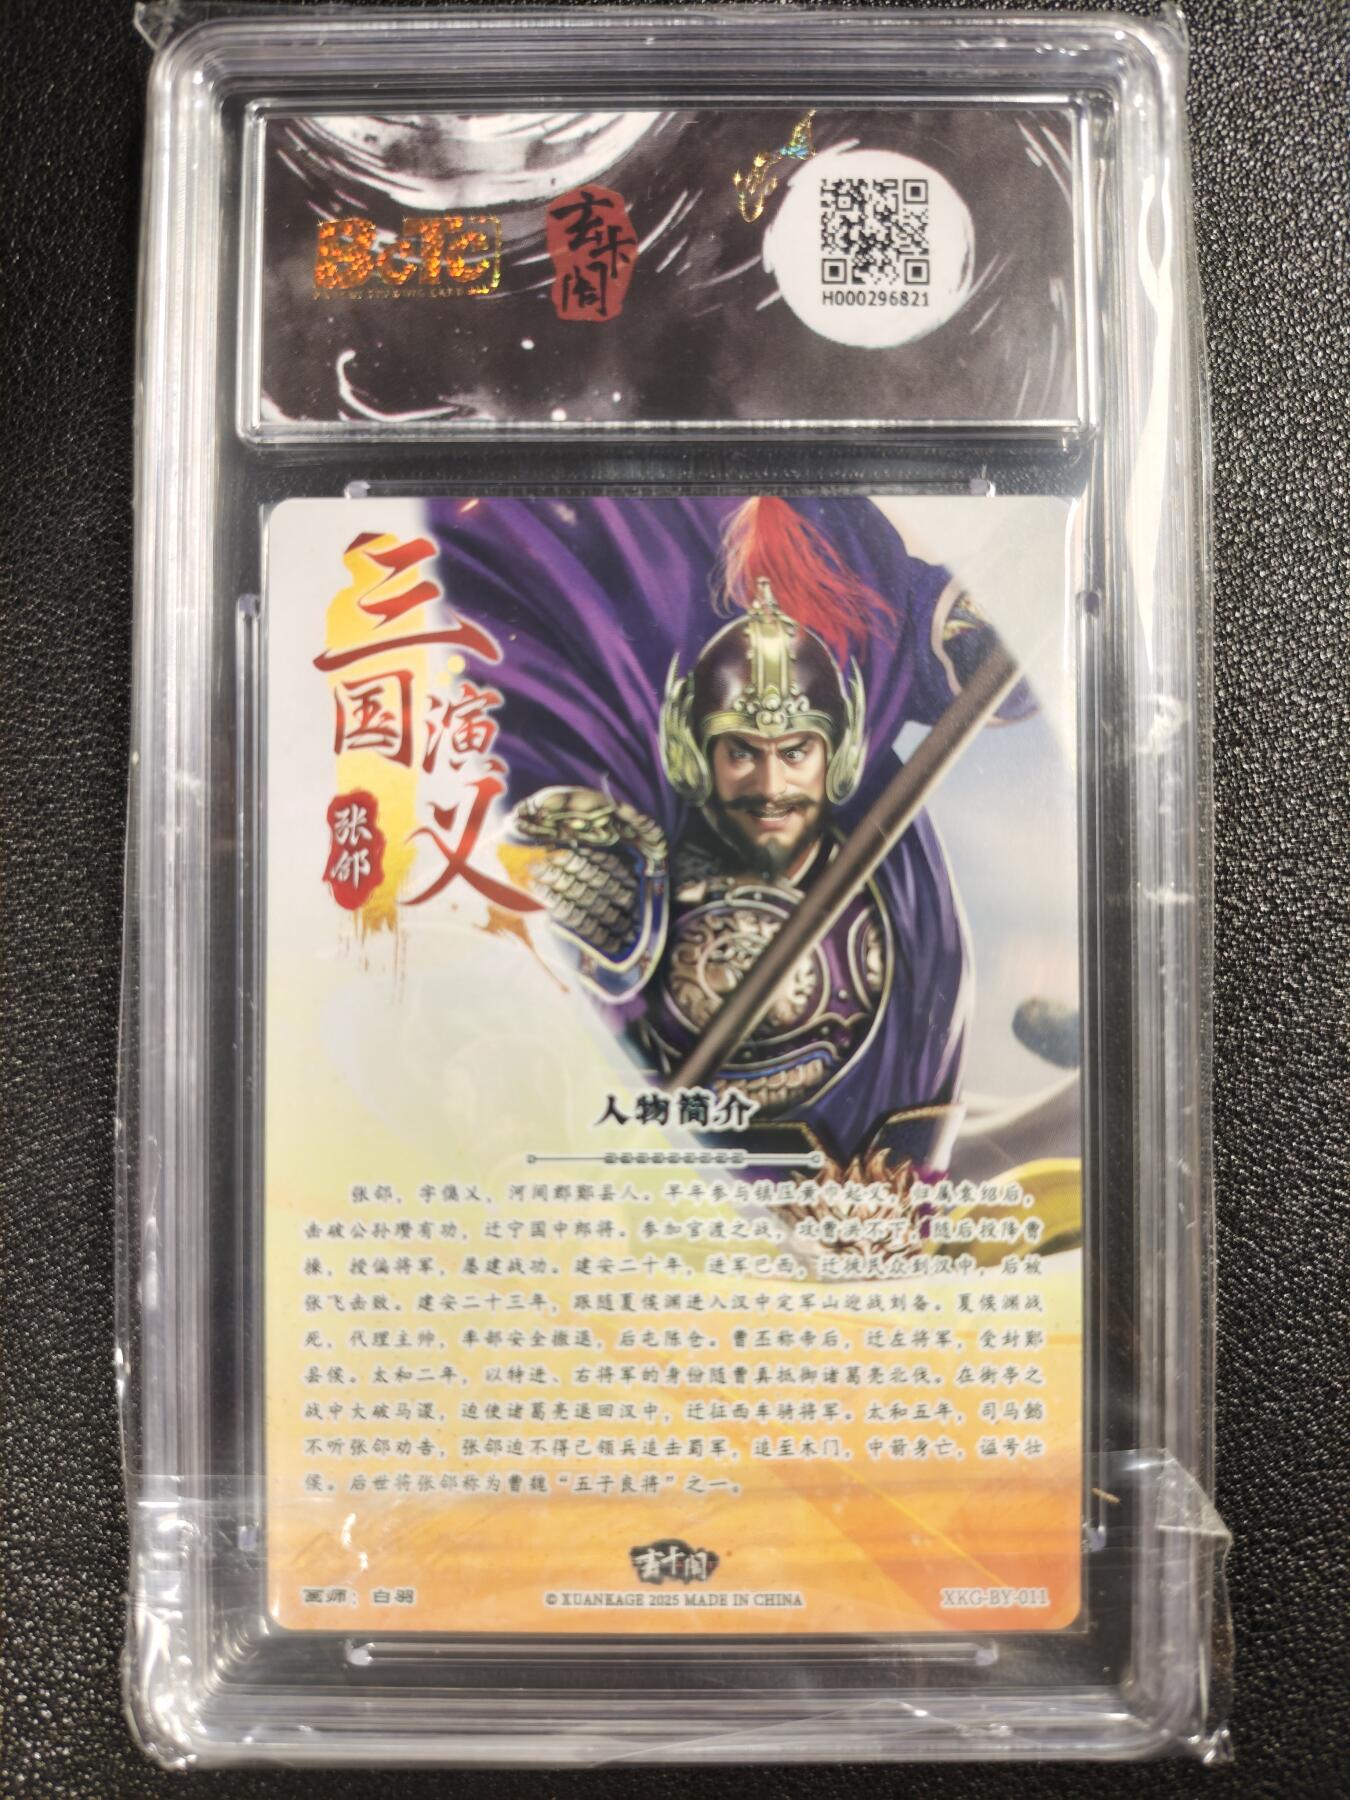 BcTc
玄卡阁
H000296821
三国演义
张郃
人物简介
张郃，字儁乂，河间郡鄚县人。早年参与镇压黄巾起义，归属袁绍后，
击破公孙瓒有功，迁宁国中郎将。参加官渡之战，攻曹洪不下，随后投降曹
操，授偏将军，屡建战功。建安二十年，进军巴西，迁徙民众到汉中，后被
张飞击败。建安二十三年，跟随夏侯渊进入汉中定军山迎战刘备。夏侯渊战
死，代理主帅，率部安全撤退，后屯陈仓。曹丕称帝后，迁左将军，受封鄚
县侯。太和二年，以特进、右将军的身份随曹真抵御诸葛亮北伐。在街亭之
战中大破马谡，迫使诸葛亮退回汉中，迁征西车骑将军。太和五年，司马懿
不听张郃劝告，张郃迫不得已领兵追击蜀军，追至木门，中箭身亡，谥号壮
侯。后世将张郃称为曹魏“五子良将”之一。
玄卡阁
画师：白羽
© XUANKAGE 2025 MADE IN CHINA
XKG-BY-011